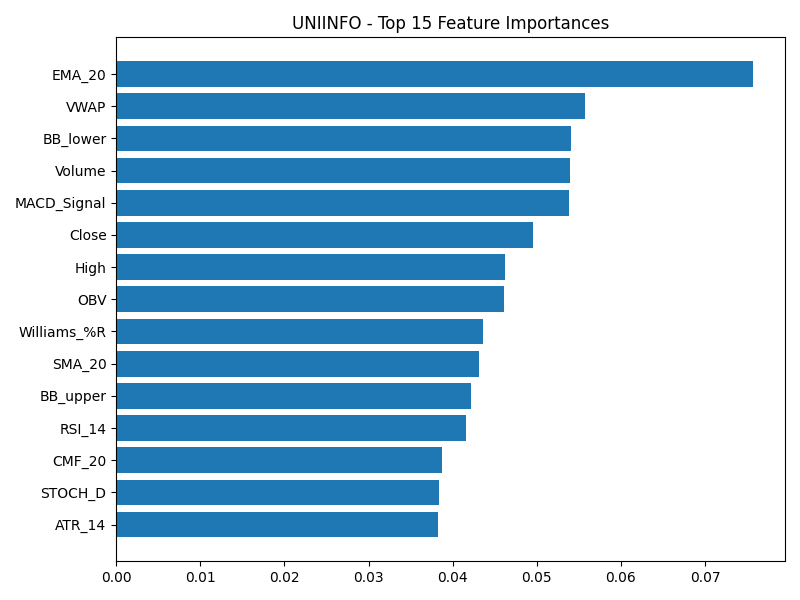 UNIINFO - Top 15 Feature Importances
EMA_20
VWAP
BB_lower
Volume
MACD_Signal
Close
High
OBV
Williams_%R
SMA_20
BB_upper
RSI_14
CMF_20
STOCH_D
ATR_14
0.00 0.01 0.02 0.03 0.04 0.05 0.06 0.07